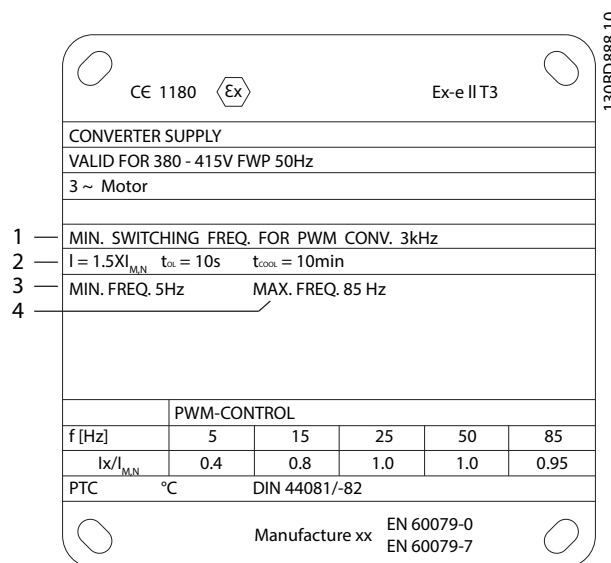 130BD888.10
CE 1180 Ex Ex-e ll T3
CONVERTER SUPPLY
VALID FOR 380 - 415V FWP 50Hz
3 ~ Motor
1 MIN. SWITCHING FREQ. FOR PWM CONV. 3kHz
2 I = 1.5XI M,N tOL = 10s tCOOL = 10min
3 MIN. FREQ. 5Hz MAX. FREQ. 85 Hz
4
PWM-CONTROL
f [Hz] 5 15 25 50 85
Ix/I M,N 0.4 0.8 1.0 1.0 0.95
PTC °C DIN 44081/-82
Manufacture xx EN 60079-0
EN 60079-7